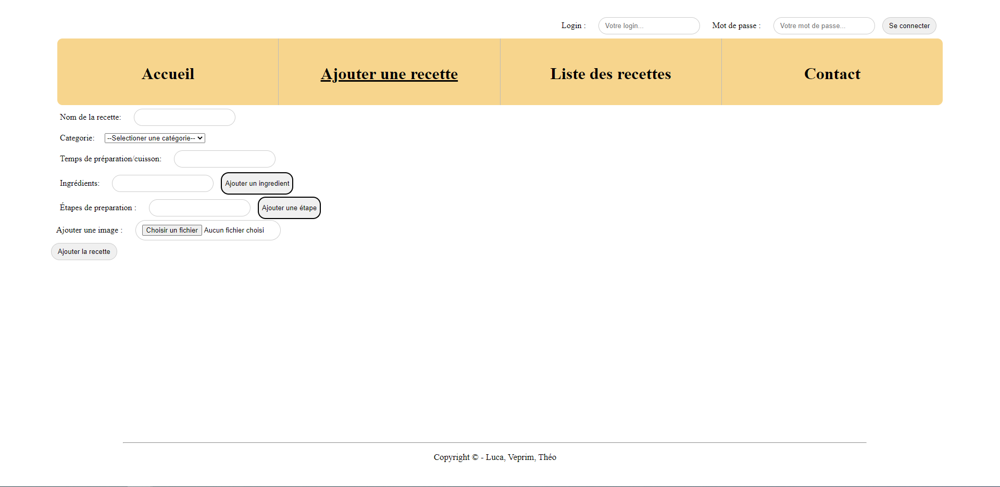 Login : Votre login... Mot de passe : Votre mot de passe... Se connecter
Accueil Ajouter une recette Liste des recettes Contact
Nom de la recette:
Categorie: --Selectioner une catégorie--
Temps de préparation/cuisson:
Ingrédients: Ajouter un ingredient
Étapes de preparation : Ajouter une étape
Ajouter une image : Choisir un fichier Aucun fichier choisi
Ajouter la recette
Copyright © - Luca, Veprim, Théo